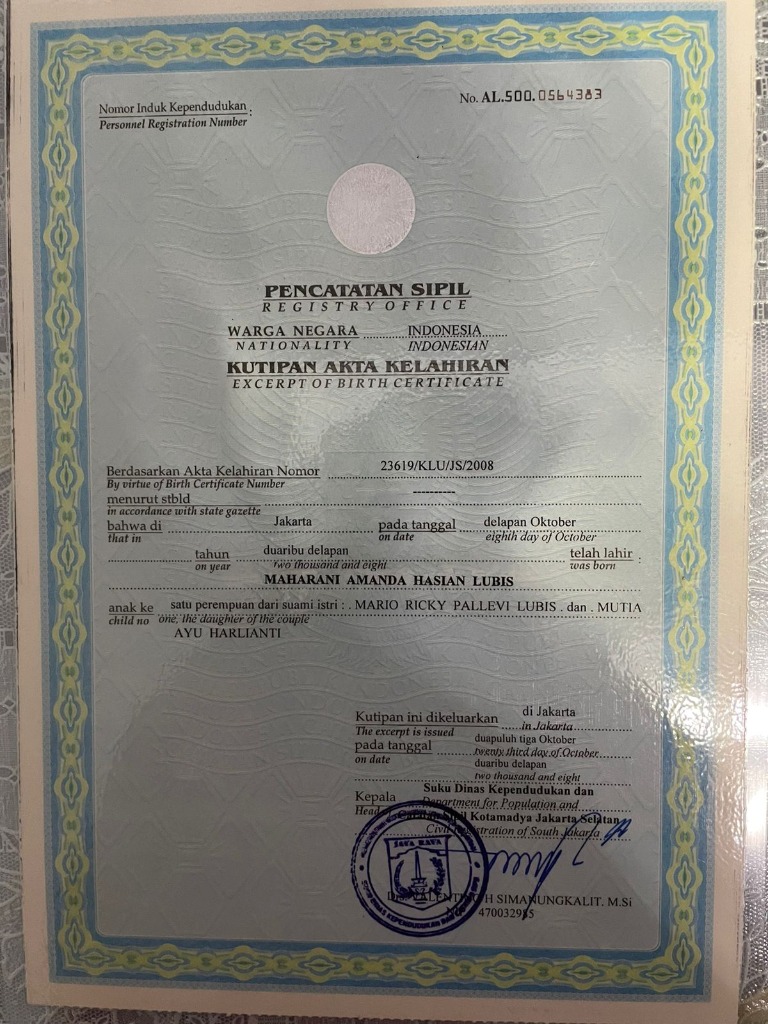 Nomor Induk Kependudukan :
Personnel Registration Number
No. AL.500.0564383
PENCATATAN SIPIL
REGISTRY OFFICE
WARGA NEGARA INDONESIA
NATIONALITY INDONESIAN
KUTIPAN AKTA KELAHIRAN
EXCERPT OF BIRTH CERTIFICATE
Berdasarkan Akta Kelahiran Nomor 23619/KLU/JS/2008
By virtue of Birth Certificate Number
menurut stbld ----------
in accordance with state gazette
bahwa di Jakarta pada tanggal delapan Oktober
that in on date eighth day of October
tahun duaribu delapan telah lahir :
on year two thousand and eight was born
MAHARANI AMANDA HASIAN LUBIS
anak ke satu perempuan dari suami istri : . MARIO RICKY PALLEVI LUBIS . dan . MUTIA
child no one, the daughter of the couple
AYU HARLIANTI
Kutipan ini dikeluarkan di Jakarta
The excerpt is issued in Jakarta
pada tanggal duapuluh tiga Oktober
on date twenty third day of October
duaribu delapan
two thousand and eight
Kepala Suku Dinas Kependudukan dan
Head Department for Population and
Catatan Sipil Kotamadya Jakarta Selatan
Civil Registration of South Jakarta
JAYA RAYA
SIMANUNGKALIT. M.Si
470032985